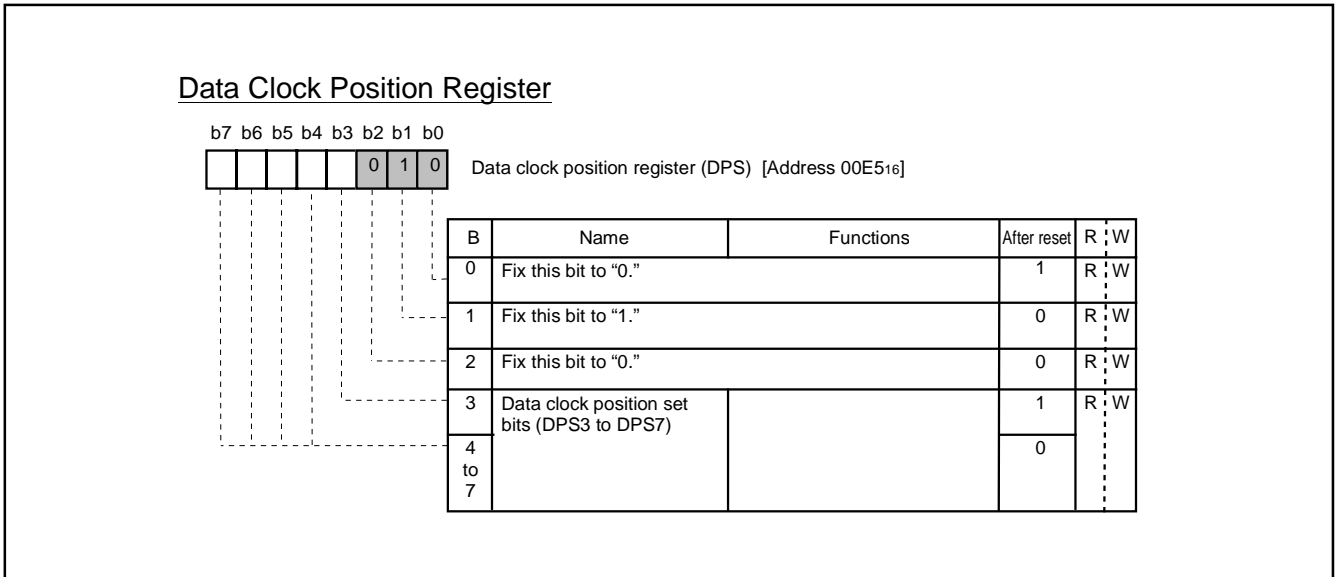 Data Clock Position Register
b7 b6 b5 b4 b3 b2 b1 b0
0 1 0
Data clock position register (DPS) [Address 00E516]
B Name Functions After reset R W
0 Fix this bit to “0.” 1 R W
1 Fix this bit to “1.” 0 R W
2 Fix this bit to “0.” 0 R W
3 Data clock position set 1 R W
bits (DPS3 to DPS7)
4 0
to
7